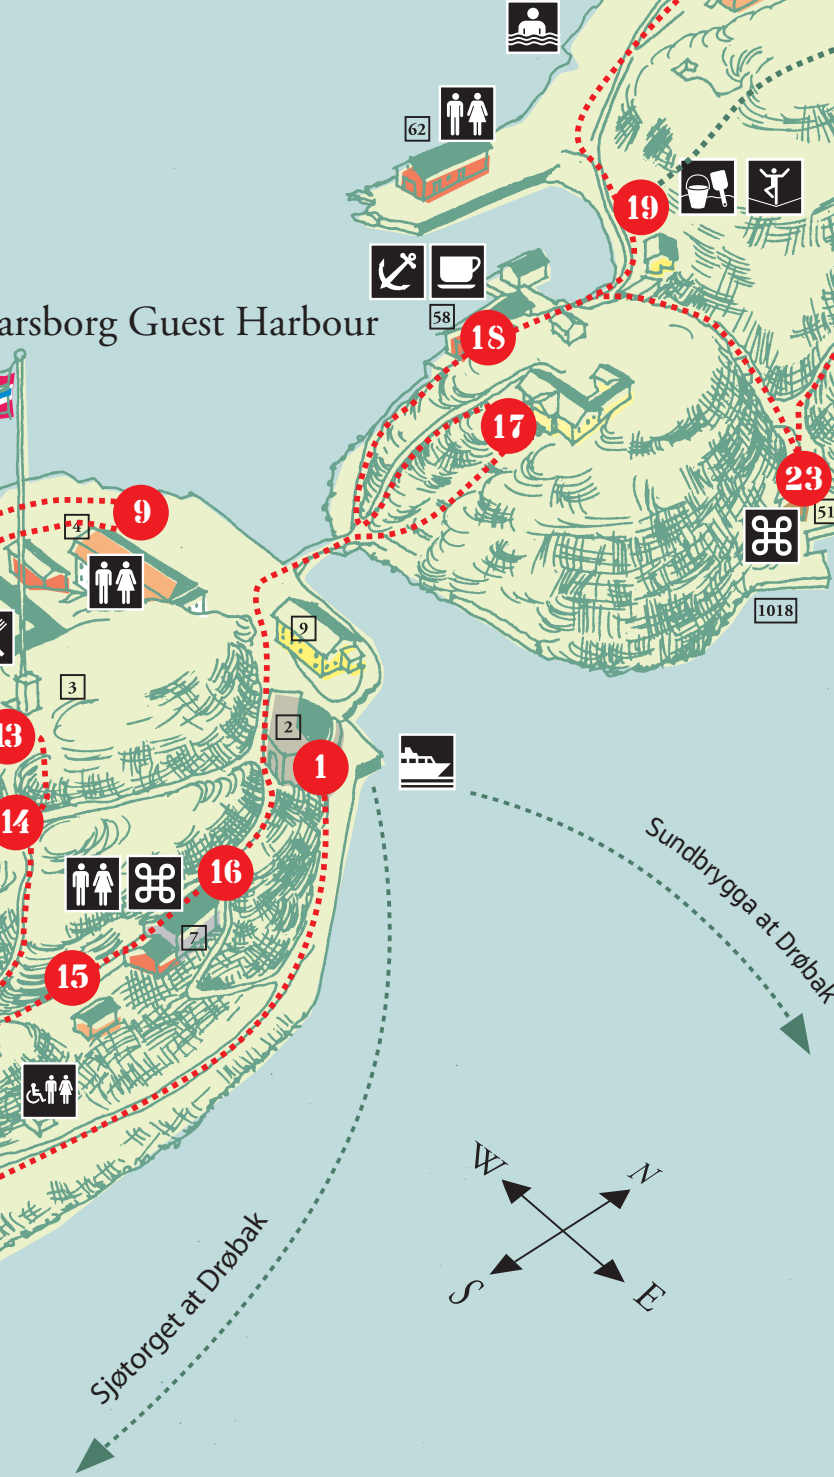 62
19
arsborg Guest Harbour
58
18
17
23
51
9
4
1018
9
3
2
13
1
14
Sundbrygga at Drøbak
16
7
15
W
N
S
E
Sjøtorget at Drøbak